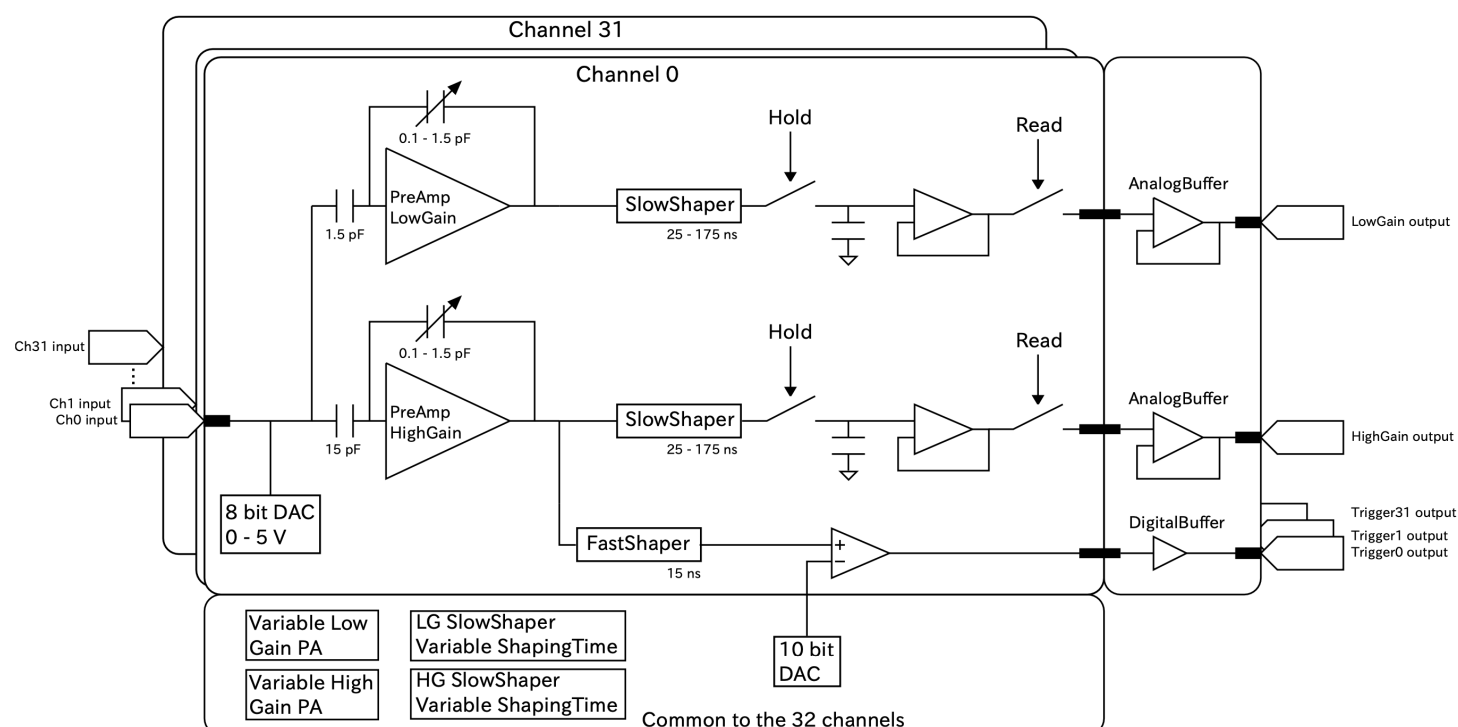 Channel 31
Channel 0
0.1 - 1.5 pF
PreAmp
LowGain
1.5 pF
SlowShaper
25 - 175 ns
Hold
Read
AnalogBuffer
LowGain output
Ch31 input
Ch1 input
Ch0 input
0.1 - 1.5 pF
PreAmp
HighGain
15 pF
SlowShaper
25 - 175 ns
Hold
Read
AnalogBuffer
HighGain output
8 bit DAC
0 - 5 V
FastShaper
15 ns
+
−
DigitalBuffer
Trigger31 output
Trigger1 output
Trigger0 output
Variable Low
Gain PA
LG SlowShaper
Variable ShapingTime
10 bit
DAC
Variable High
Gain PA
HG SlowShaper
Variable ShapingTime
Common to the 32 channels